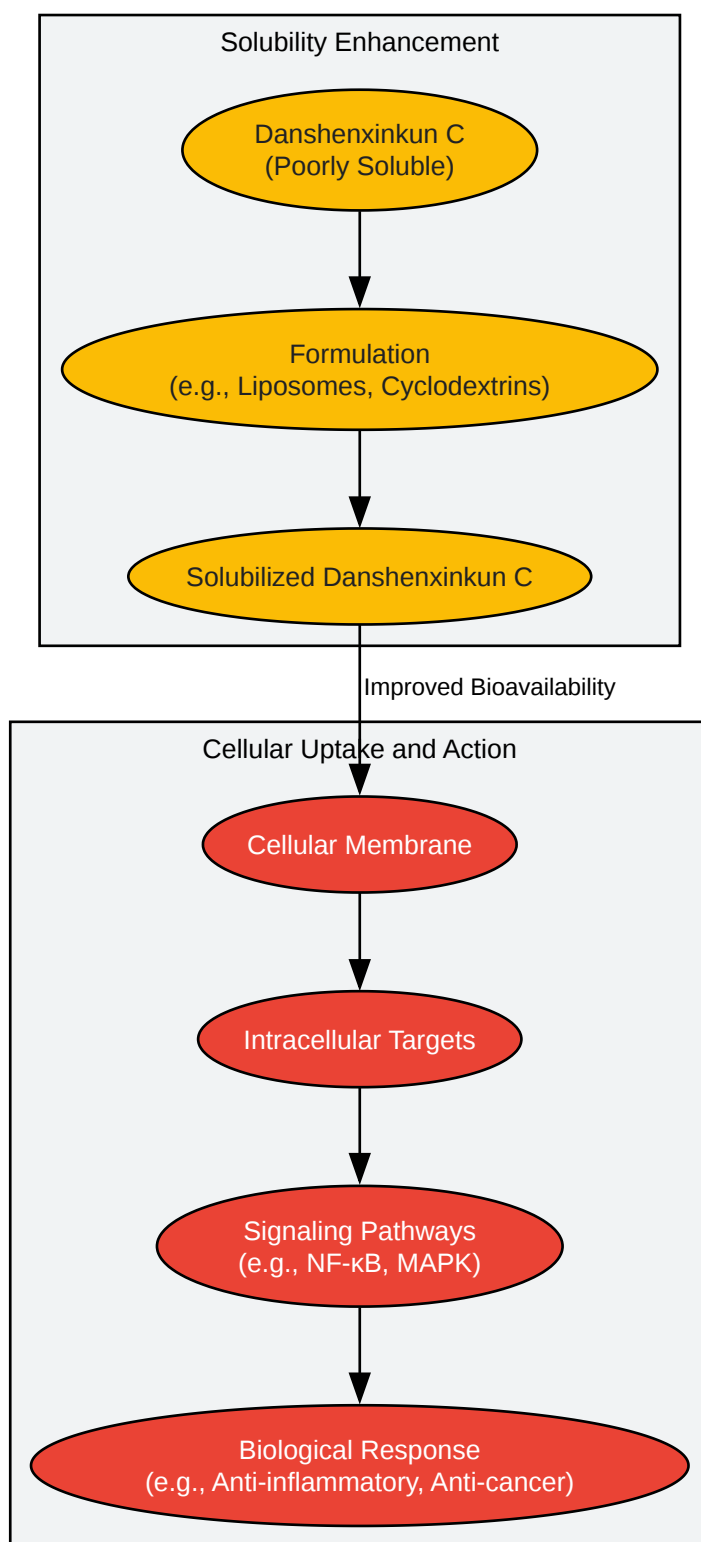 Solubility Enhancement
Danshenxinkun C
(Poorly Soluble)
Formulation
(e.g., Liposomes, Cyclodextrins)
Solubilized Danshenxinkun C
Improved Bioavailability
Cellular Uptake and Action
Cellular Membrane
Intracellular Targets
Signaling Pathways
(e.g., NF-κB, MAPK)
Biological Response
(e.g., Anti-inflammatory, Anti-cancer)